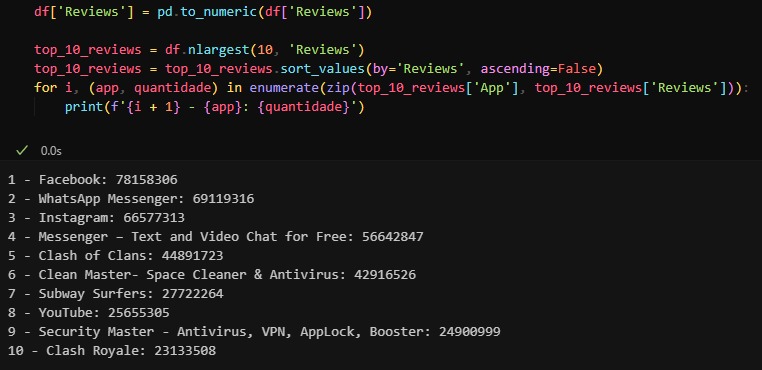 df['Reviews'] = pd.to_numeric(df['Reviews'])
top_10_reviews = df.nlargest(10, 'Reviews')
top_10_reviews = top_10_reviews.sort_values(by='Reviews', ascending=False)
for i, (app, quantidade) in enumerate(zip(top_10_reviews['App'], top_10_reviews['Reviews'])):
    print(f'{i + 1} - {app}: {quantidade}')
0.0s
1 - Facebook: 78158306
2 - WhatsApp Messenger: 69119316
3 - Instagram: 66577313
4 - Messenger – Text and Video Chat for Free: 56642847
5 - Clash of Clans: 44891723
6 - Clean Master- Space Cleaner & Antivirus: 42916526
7 - Subway Surfers: 27722264
8 - YouTube: 25655305
9 - Security Master - Antivirus, VPN, AppLock, Booster: 24900999
10 - Clash Royale: 23133508